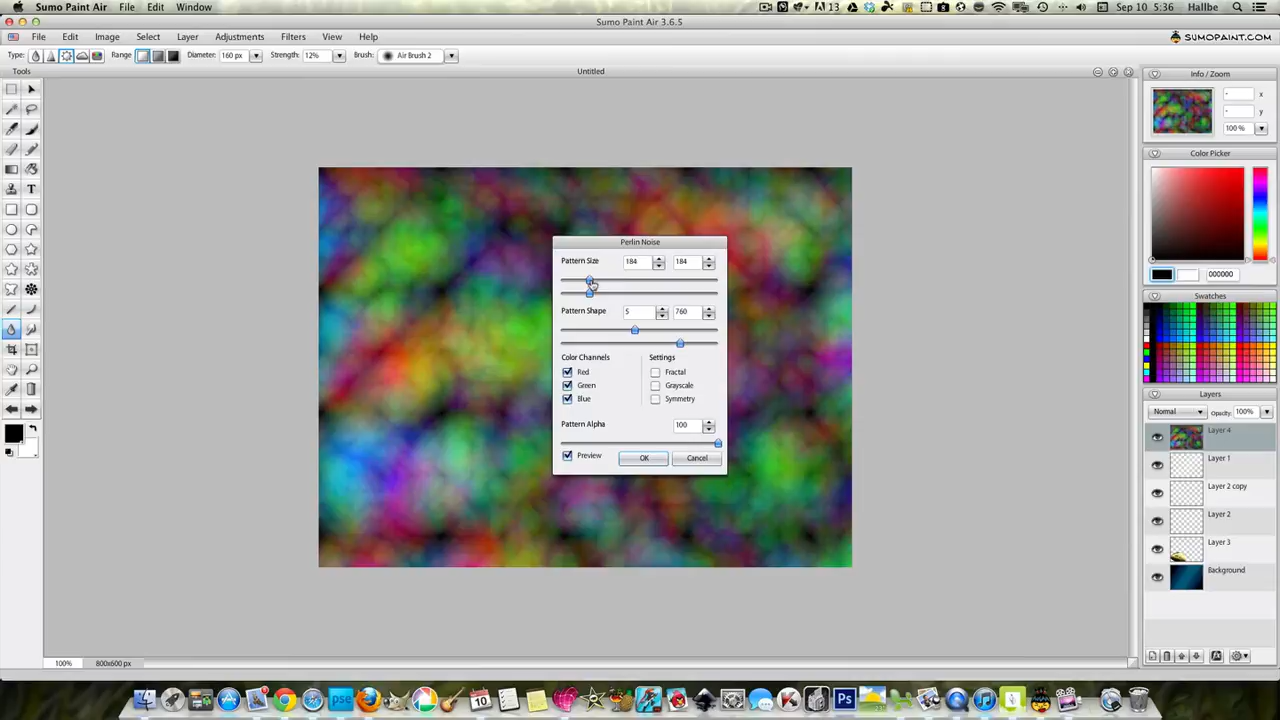 Sumo Paint Air File Edit Window 13 Sep 10 5:36 Hallbe
Sumo Paint Air 3.6.5
File Edit Image Select Layer Adjustments Filters View Help SUMOPAINT.COM
Type: Range Diameter: 160 px Strength: 12% Brush: Air Brush 2
Tools
Untitled
Info / Zoom
- x
- y
100 %
Color Picker
000000
Swatches
Layers
Normal Opacity: 100%
Layer 4
Layer 1
Layer 2 copy
Layer 2
Layer 3
Background
Perlin Noise
Pattern Size 184 184
Pattern Shape 5 760
Color Channels Settings
Red Fractal
Green Grayscale
Blue Symmetry
Pattern Alpha 100
Preview OK Cancel
100% 800x600 px
pse 10 Ps